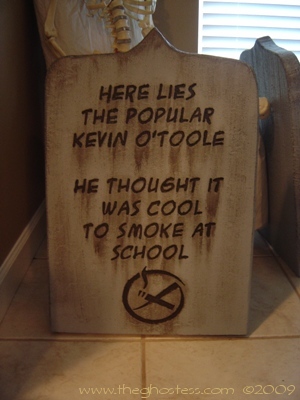 HERE LIES
THE POPULAR
KEVIN O'TOOLE
HE THOUGHT IT
WAS COOL
TO SMOKE AT
SCHOOL
www.theghostess.com ©2009